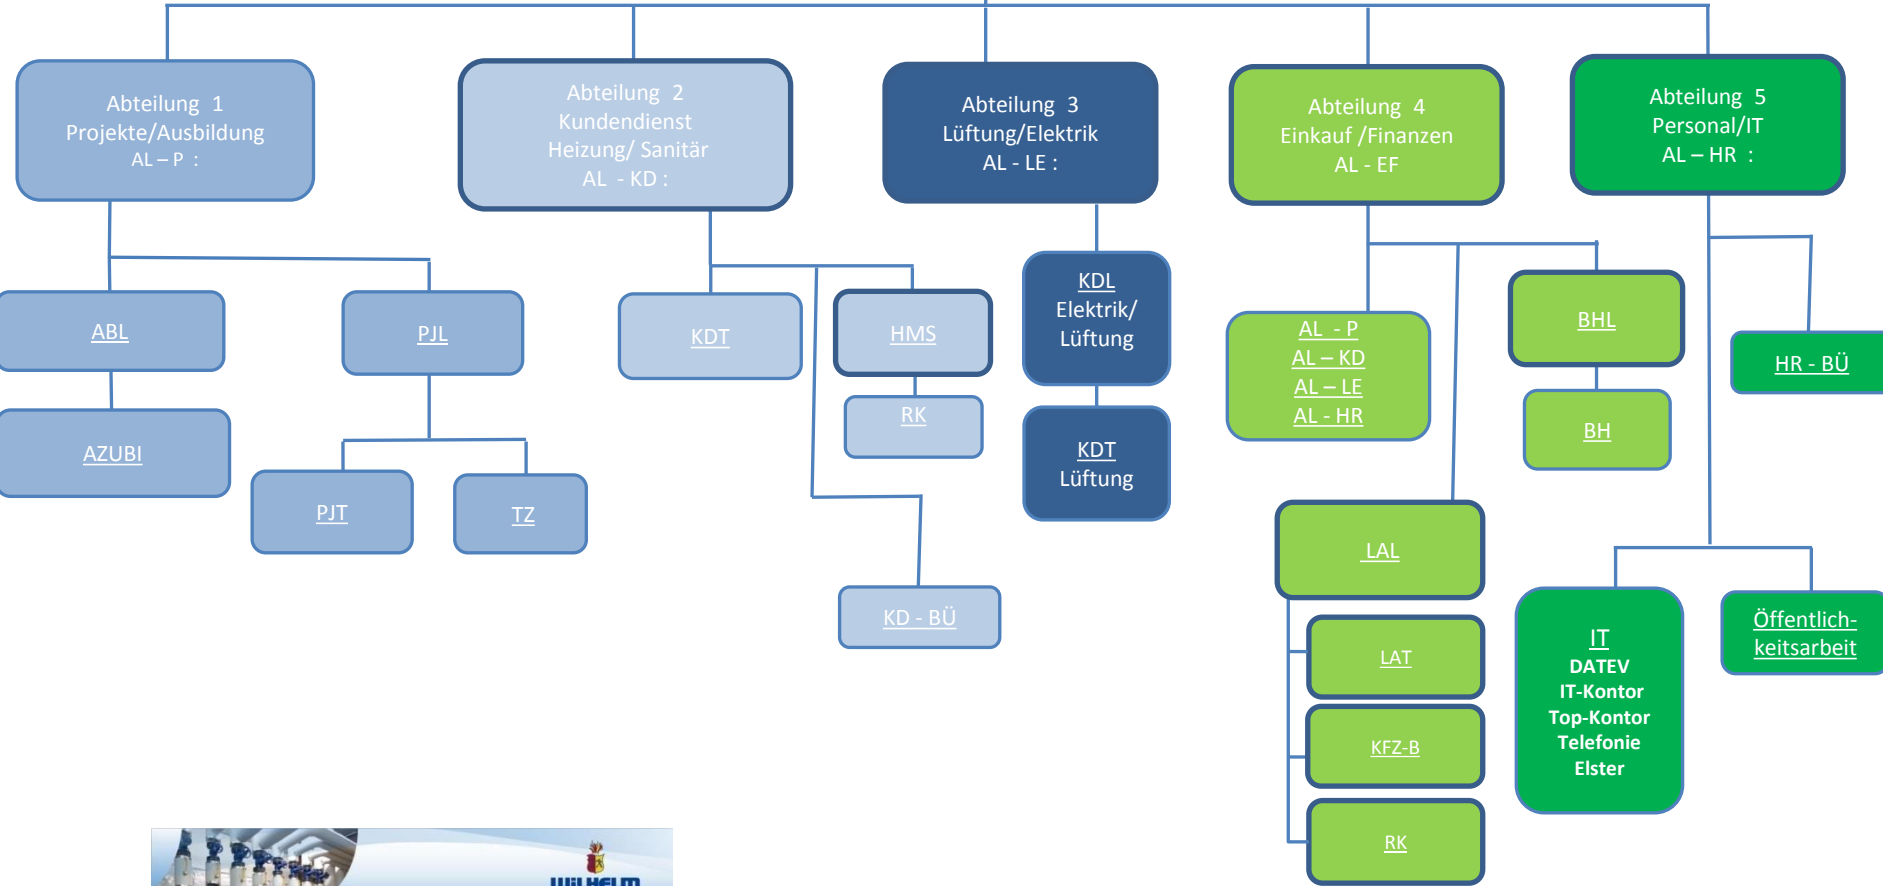 Abteilung 1
Projekte/Ausbildung
AL – P :
Abteilung 2
Kundendienst
Heizung/ Sanitär
AL - KD :
Abteilung 3
Lüftung/Elektrik
AL - LE :
Abteilung 4
Einkauf /Finanzen
AL - EF
Abteilung 5
Personal/IT
AL – HR :
ABL
PJL
AZUBI
PJT
TZ
KDT
HMS
RK
KD - BÜ
KDL
Elektrik/
Lüftung
KDT
Lüftung
AL - P
AL – KD
AL – LE
AL - HR
BHL
BH
LAL
LAT
KFZ-B
RK
HR - BÜ
IT
DATEV
IT-Kontor
Top-Kontor
Telefonie
Elster
Öffentlich-
keitsarbeit
WILHELM